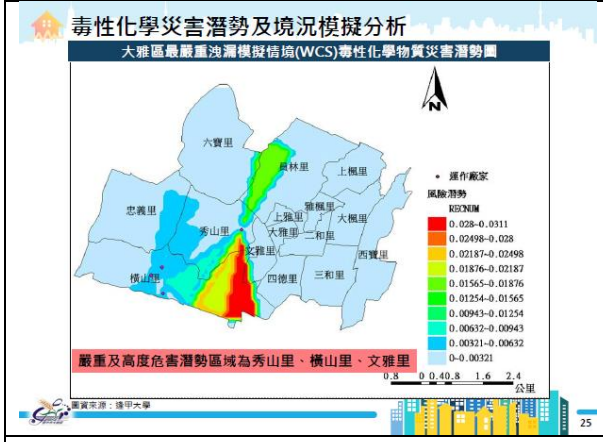 毒性化學災害潛勢及境況模擬分析
大雅區最嚴重洩漏模擬情境(WCS)毒性化學物質災害潛勢圖
N
六寶里
員林里
上楓里
忠義里
雅楓里
上雅里
大楓里
秀山里
大雅里
二和里
文雅里
西寶里
橫山里
四德里
三和里
運作廠家
風險潛勢
RECNUM
0.028-0.0311
0.02498-0.028
0.02187-0.02498
0.01876-0.02187
0.01565-0.01876
0.01254-0.01565
0.00943-0.01254
0.00632-0.00943
0.00321-0.00632
0-0.00321
嚴重及高度危害潛勢區域為秀山里、橫山里、文雅里
0.8 0 0.40.8 1.6 2.4
公里
圖資來源：逢甲大學
25